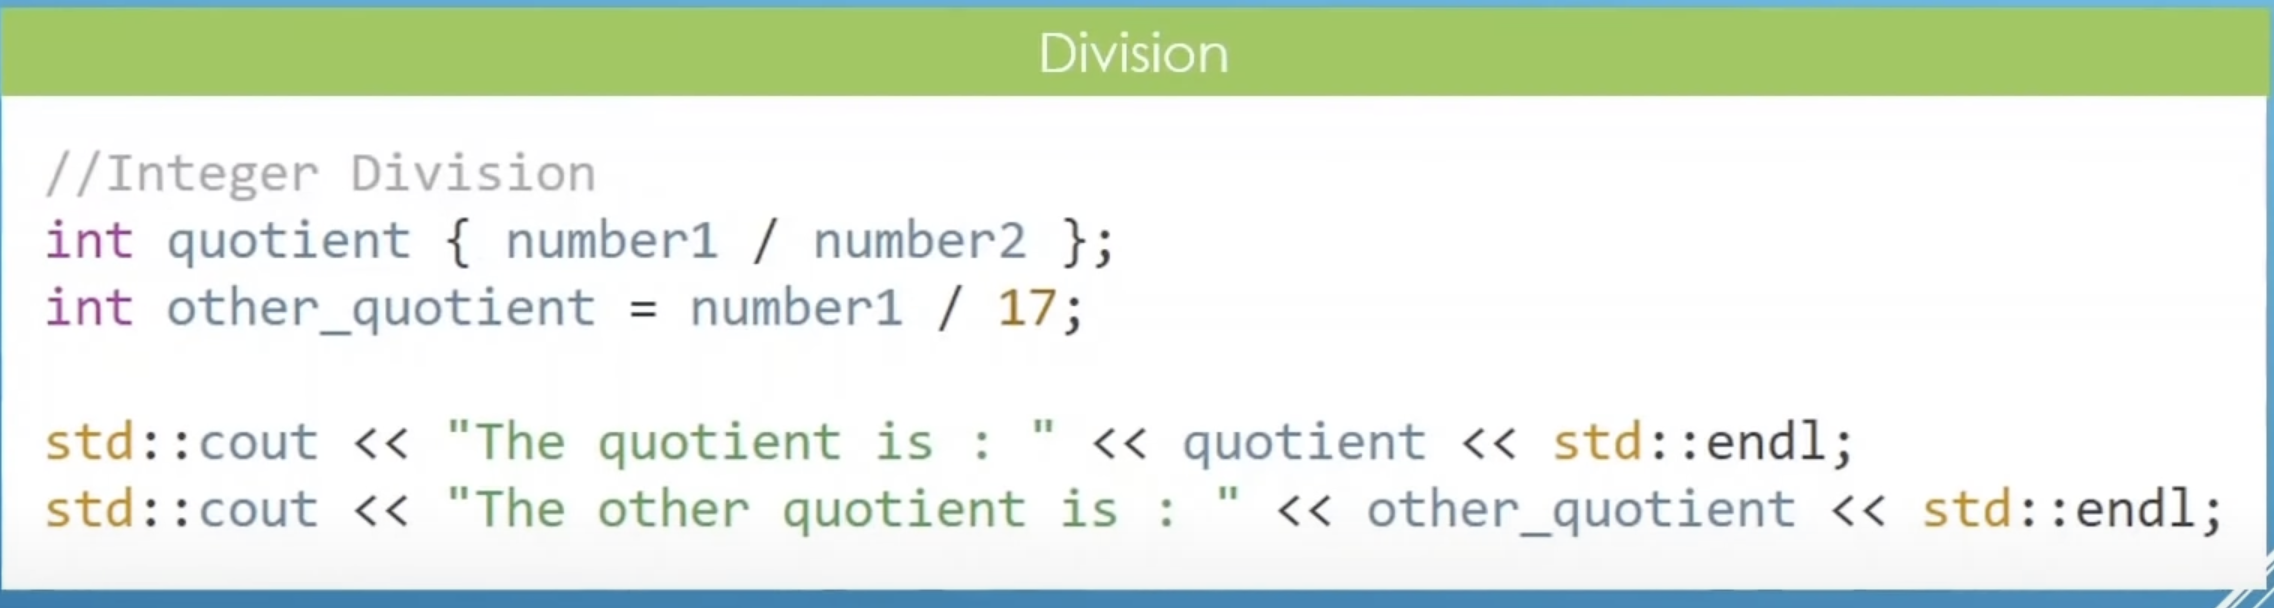 Division
//Integer Division
int quotient { number1 / number2 };
int other_quotient = number1 / 17;
std::cout << "The quotient is : " << quotient << std::endl;
std::cout << "The other quotient is : " << other_quotient << std::endl;